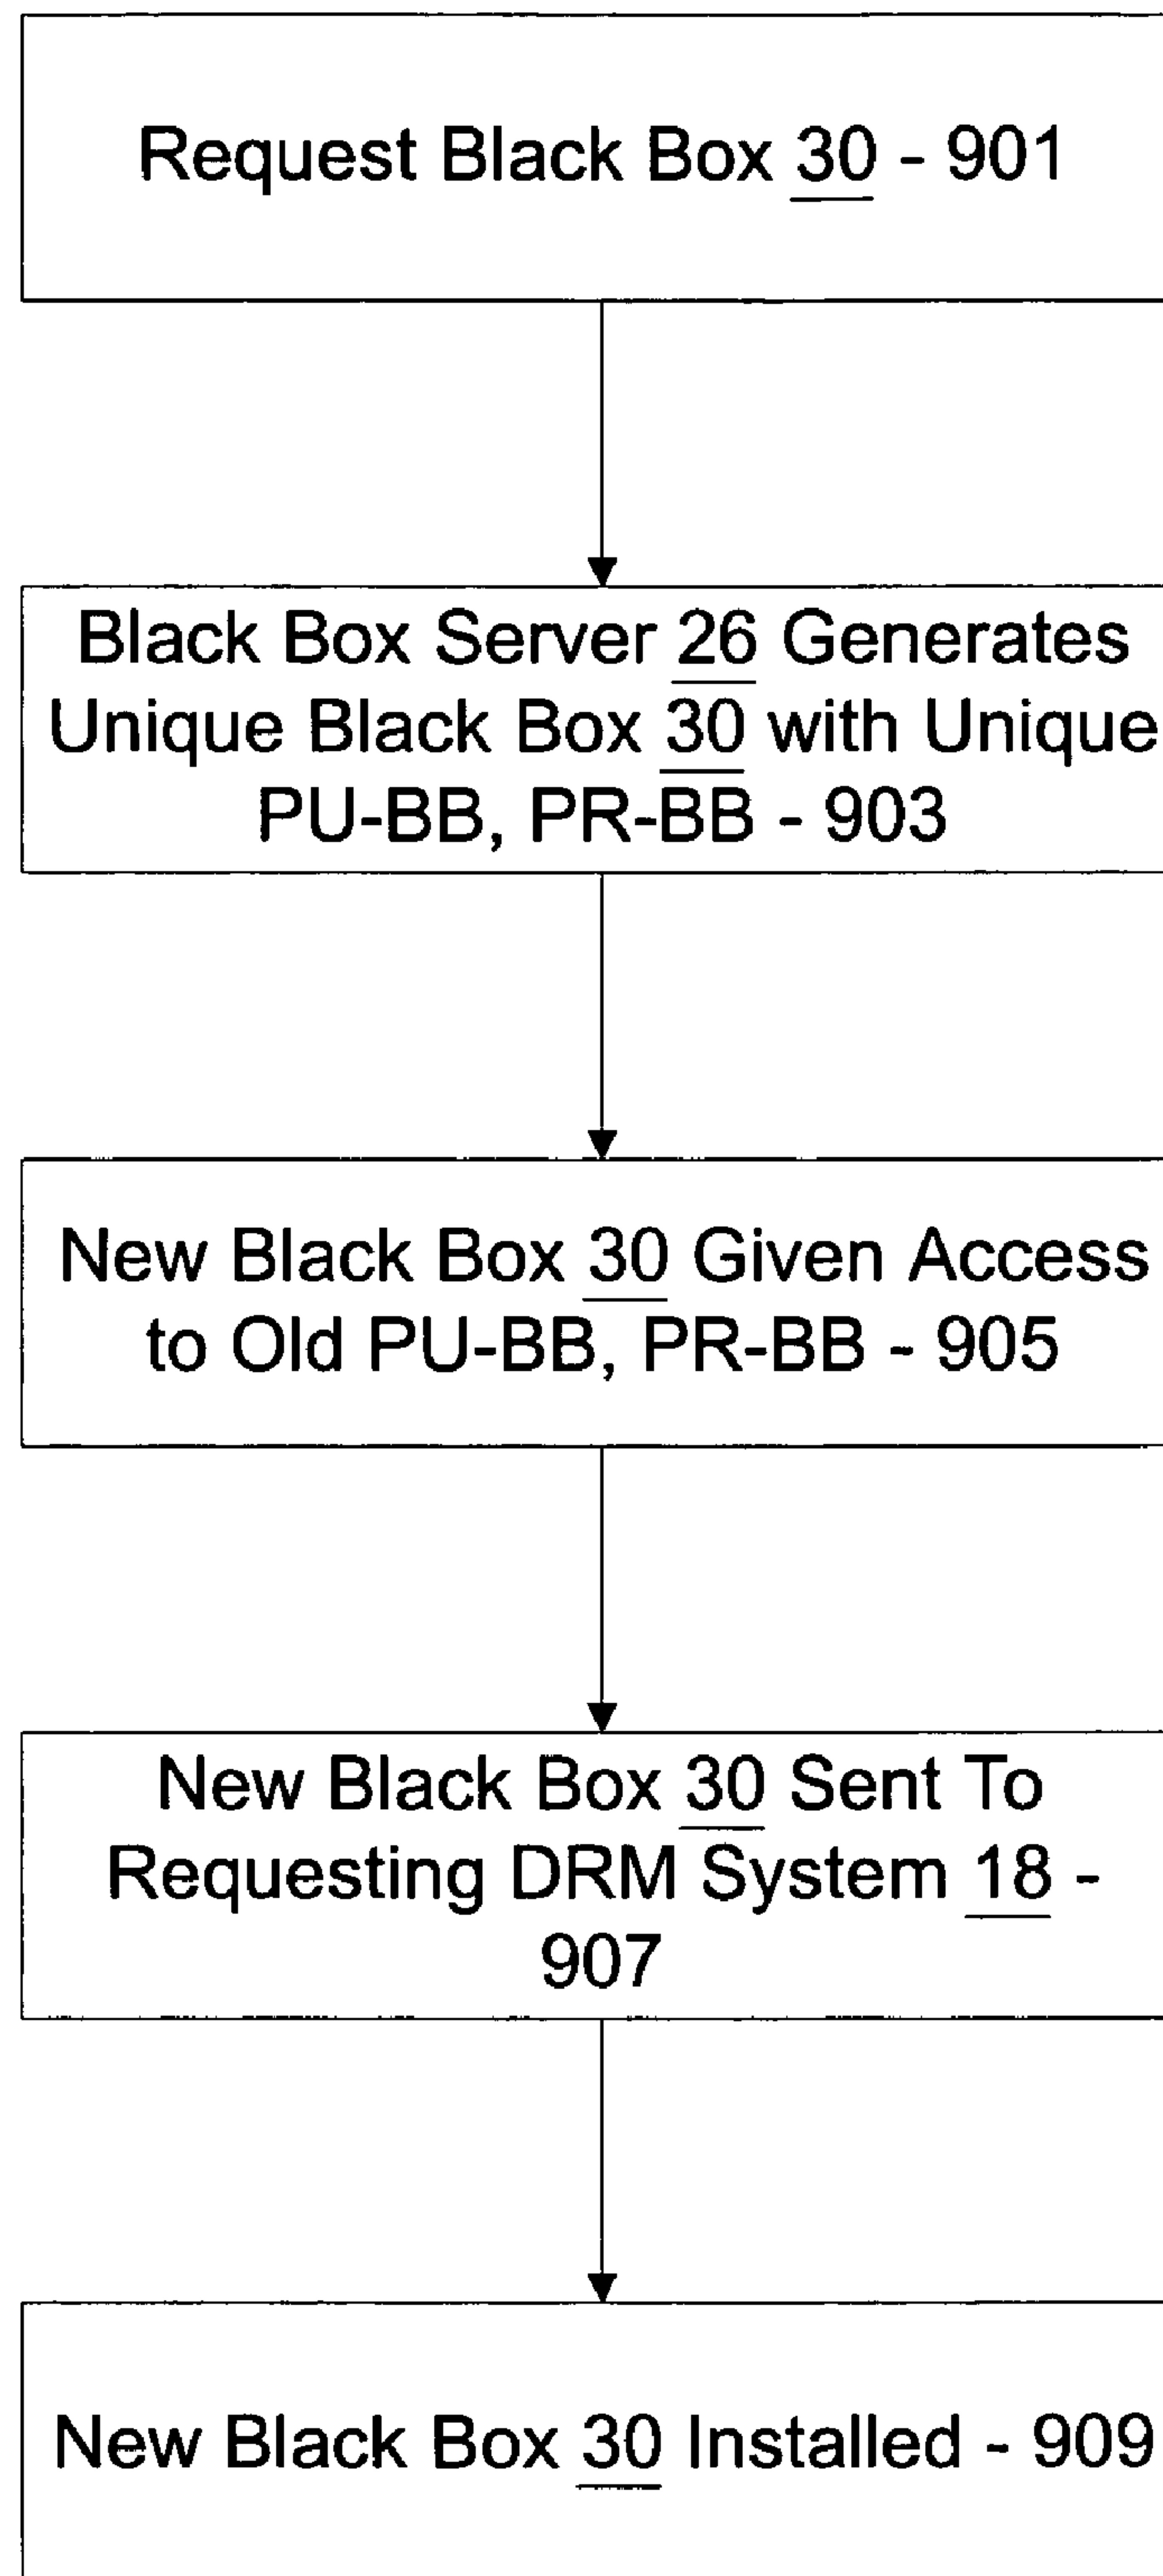 Request Black Box 30 - 901
Black Box Server 26 Generates
Unique Black Box 30 with Unique
PU-BB, PR-BB - 903
New Black Box 30 Given Access
to Old PU-BB, PR-BB - 905
New Black Box 30 Sent To
Requesting DRM System 18 -
907
New Black Box 30 Installed - 909